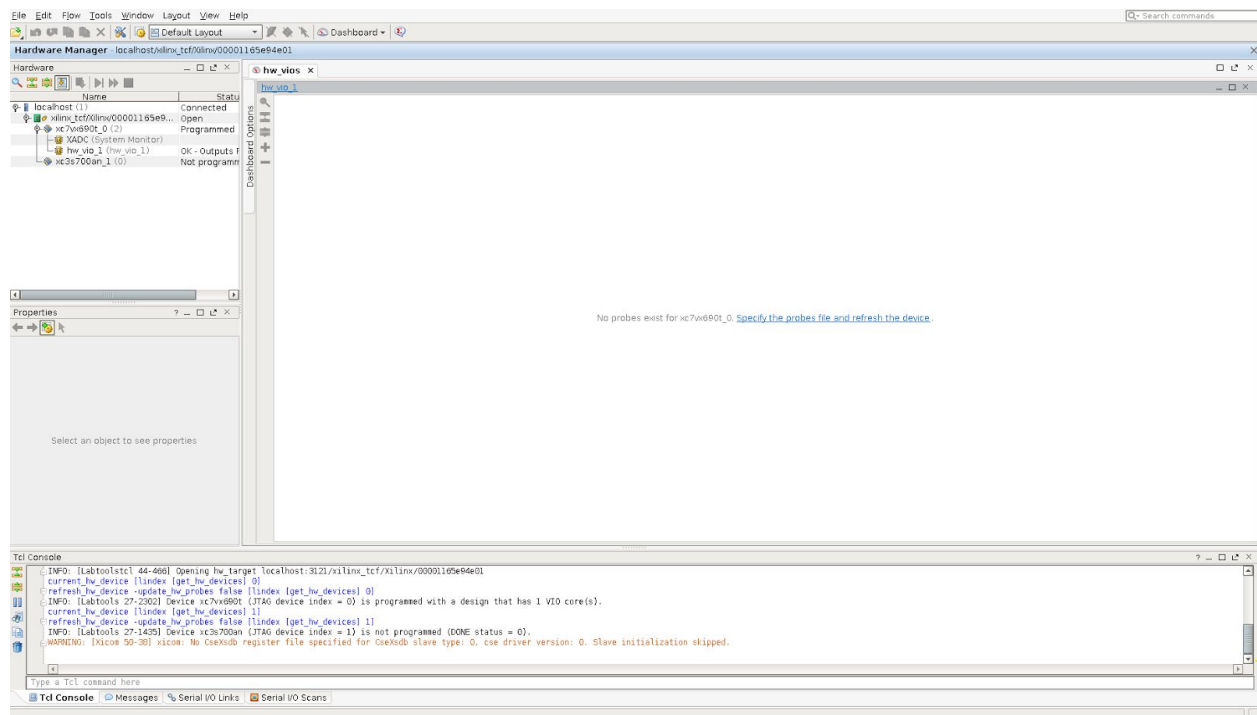 File Edit Flow Tools Window Layout View Help
Q- Search commands
Default Layout
Dashboard
Hardware Manager - localhost/xilinx_tcf/Xilinx/00001165e94e01
Hardware
Name Statu
localhost (1) Connected
xilinx_tcf/Xilinx/00001165e9... Open
xc7vx690t_0 (2) Programmed
XADC (System Monitor)
hw_vio_1 (hw_vio_1) OK - Outputs F
xc3s700an_1 (0) Not programm
Properties
Select an object to see properties
hw_vios
hw_vio_1
Dashboard Options
No probes exist for xc7vx690t_0. Specify the probes file and refresh the device.
Tcl Console
INFO: [Labtoolstcl 44-466] Opening hw_target localhost:3121/xilinx_tcf/Xilinx/00001165e94e01
current_hw_device [lindex [get_hw_devices] 0]
refresh_hw_device -update_hw_probes false [lindex [get_hw_devices] 0]
INFO: [Labtools 27-2302] Device xc7vx690t (JTAG device index = 0) is programmed with a design that has 1 VIO core(s).
current_hw_device [lindex [get_hw_devices] 1]
refresh_hw_device -update_hw_probes false [lindex [get_hw_devices] 1]
INFO: [Labtools 27-1435] Device xc3s700an (JTAG device index = 1) is not programmed (DONE status = 0).
WARNING: [Xicom 50-38] xicom: No CseXsdb register file specified for CseXsdb slave type: 0, cse driver version: 0. Slave initialization skipped.
Type a Tcl command here
Tcl Console Messages Serial I/O Links Serial I/O Scans